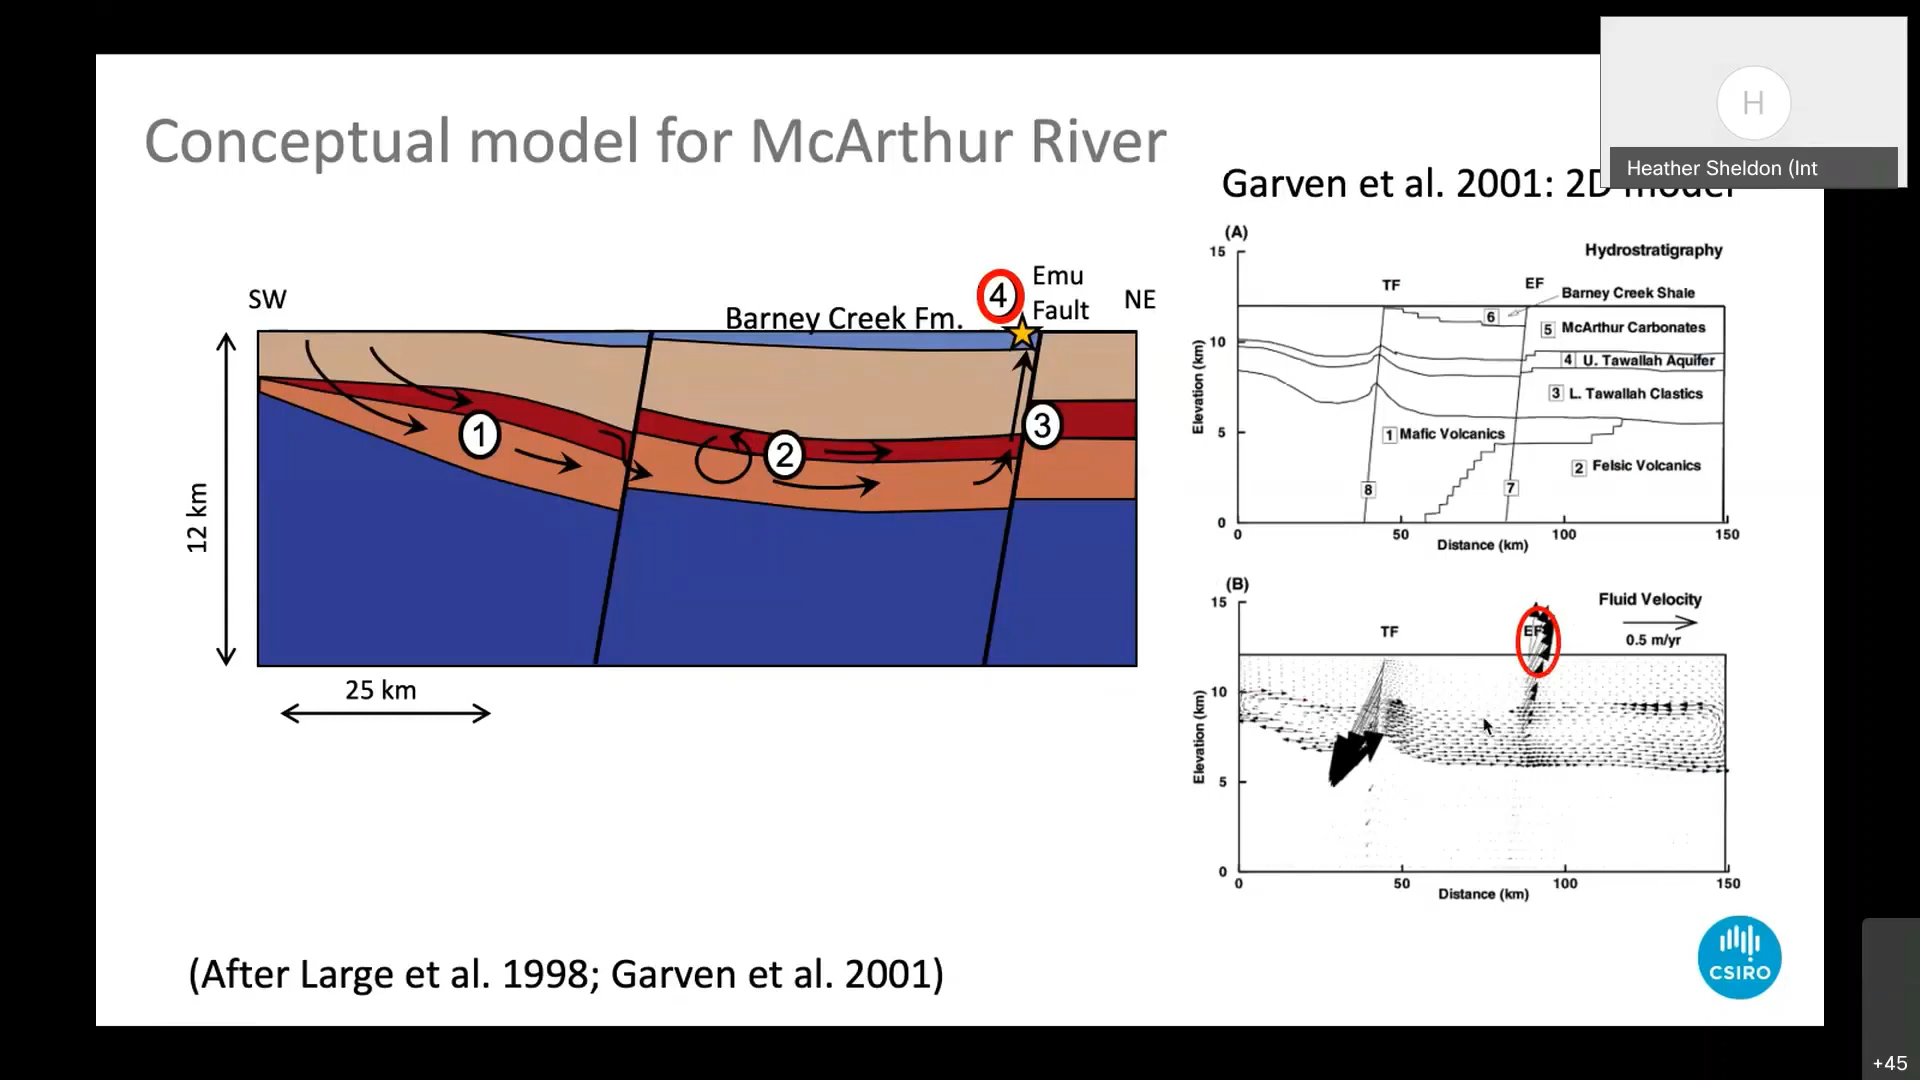 Conceptual model for McArthur River
H
Heather Sheldon (Int
Garven et al. 2001: 2D model
SW
Barney Creek Fm.
4
Emu
Fault
NE
12 km
1
2
3
25 km
(After Large et al. 1998; Garven et al. 2001)
(A)
15
Hydrostratigraphy
TF
EF
Barney Creek Shale
6
5 McArthur Carbonates
10
4 U. Tawallah Aquifer
3 L. Tawallah Clastics
Elevation (km)
5
1 Mafic Volcanics
2 Felsic Volcanics
8
7
0
0 50 100 150
Distance (km)
(B)
15
Fluid Velocity
TF
EF
0.5 m/yr
10
Elevation (km)
5
0
0 50 100 150
Distance (km)
CSIRO
+45